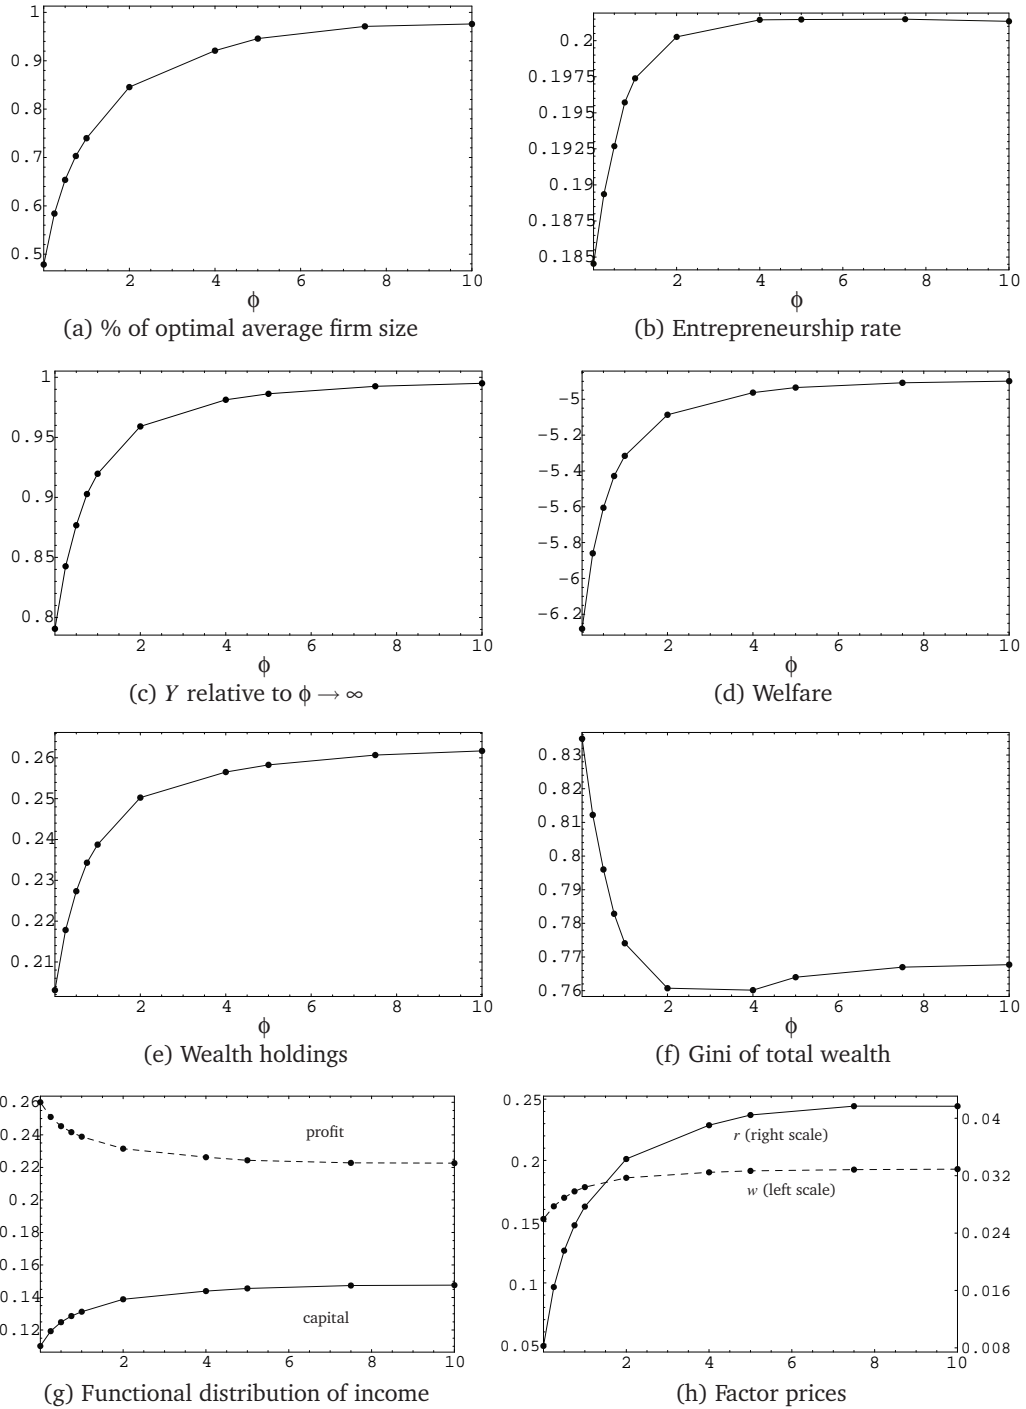 1
0.9
0.8
0.7
0.6
0.5
2 4 6 8 10
ϕ
(a) % of optimal average firm size
0.2
0.1975
0.195
0.1925
0.19
0.1875
0.185
2 4 6 8 10
ϕ
(b) Entrepreneurship rate
1
0.95
0.9
0.85
0.8
2 4 6 8 10
ϕ
(c) Y relative to ϕ → ∞
−5
−5.2
−5.4
−5.6
−5.8
−6
−6.2
2 4 6 8 10
ϕ
(d) Welfare
0.26
0.25
0.24
0.23
0.22
0.21
2 4 6 8 10
ϕ
(e) Wealth holdings
0.83
0.82
0.81
0.8
0.79
0.78
0.77
0.76
2 4 6 8 10
ϕ
(f) Gini of total wealth
0.26
0.24
0.22
0.2
0.18
0.16
0.14
0.12
profit
capital
2 4 6 8 10
(g) Functional distribution of income
0.25
0.2
0.15
0.1
0.05
r (right scale)
w (left scale)
0.04
0.032
0.024
0.016
0.008
2 4 6 8 10
(h) Factor prices